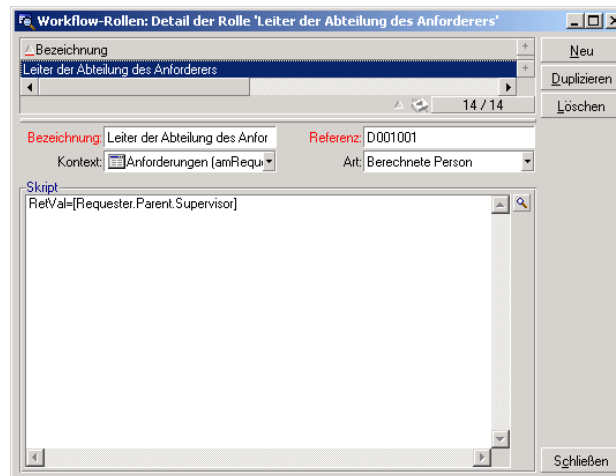 Workflow-Rollen: Detail der Rolle 'Leiter der Abteilung des Anforderers'
Bezeichnung
Leiter der Abteilung des Anforderers
14 / 14
Neu
Duplizieren
Löschen
Bezeichnung: Leiter der Abteilung des Anfor
Referenz: D001001
Kontext: Anforderungen (amRequ
Art: Berechnete Person
Skript
RetVal=[Requester.Parent.Supervisor]
Schließen